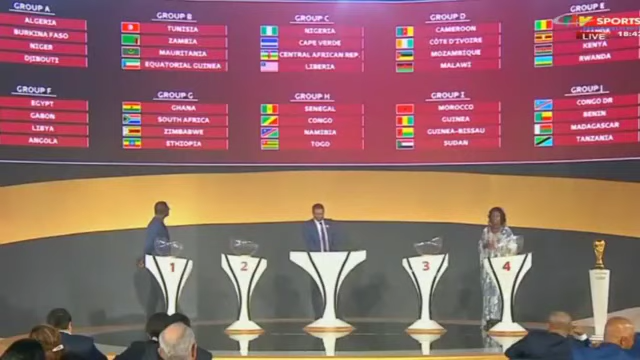 GROUP A
ALGERIA
BURKINA FASO
NIGER
DJIBOUTI
GROUP B
TUNISIA
ZAMBIA
MAURITANIA
EQUATORIAL GUINEA
GROUP C
NIGERIA
CAPE VERDE
CENTRAL AFRICAN REP.
LIBERIA
GROUP D
CAMEROON
CÔTE D'IVOIRE
MOZAMBIQUE
MALAWI
GROUP E
KENYA
RWANDA
SPORTS
LIVE
GROUP F
EGYPT
GABON
LIBYA
ANGOLA
GROUP G
GHANA
SOUTH AFRICA
ZIMBABWE
ETHIOPIA
GROUP H
SENEGAL
CONGO
NAMIBIA
TOGO
GROUP I
MOROCCO
GUINEA
GUINEA-BISSAU
SUDAN
GROUP J
CONGO DR
BENIN
MADAGASCAR
TANZANIA
1
2
3
4